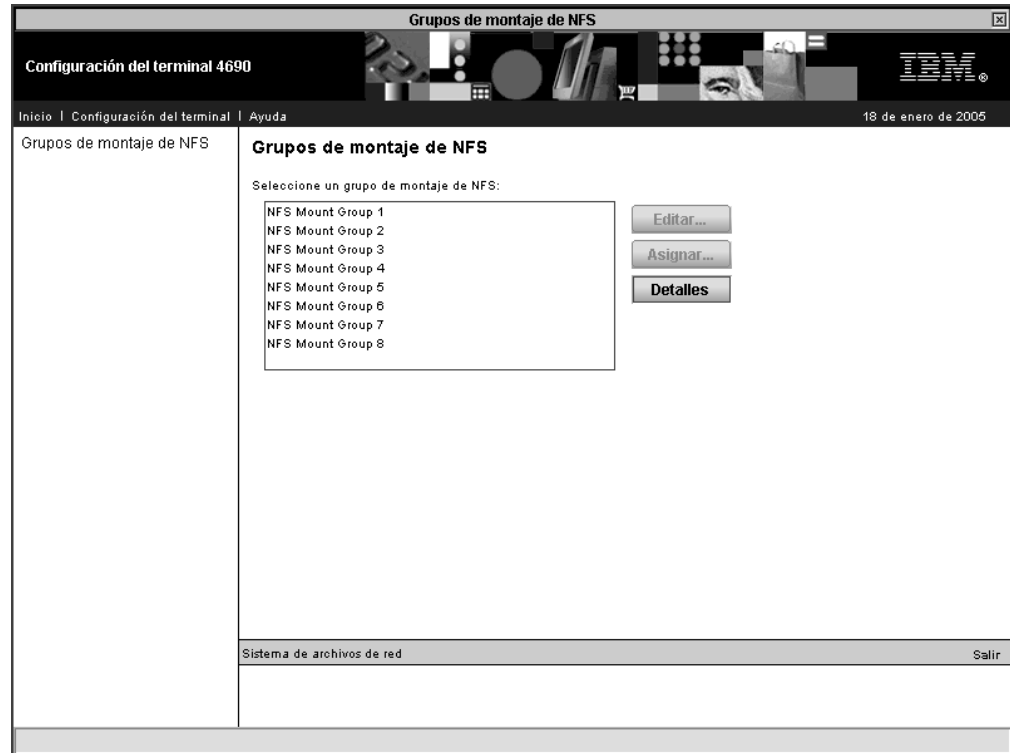 Grupos de montaje de NFS
Configuración del terminal 4690
IBM®
Inicio | Configuración del terminal | Ayuda
18 de enero de 2005
Grupos de montaje de NFS
Grupos de montaje de NFS
Seleccione un grupo de montaje de NFS:
NFS Mount Group 1
NFS Mount Group 2
NFS Mount Group 3
NFS Mount Group 4
NFS Mount Group 5
NFS Mount Group 6
NFS Mount Group 7
NFS Mount Group 8
Editar...
Asignar...
Detalles
Sistema de archivos de red
Salir